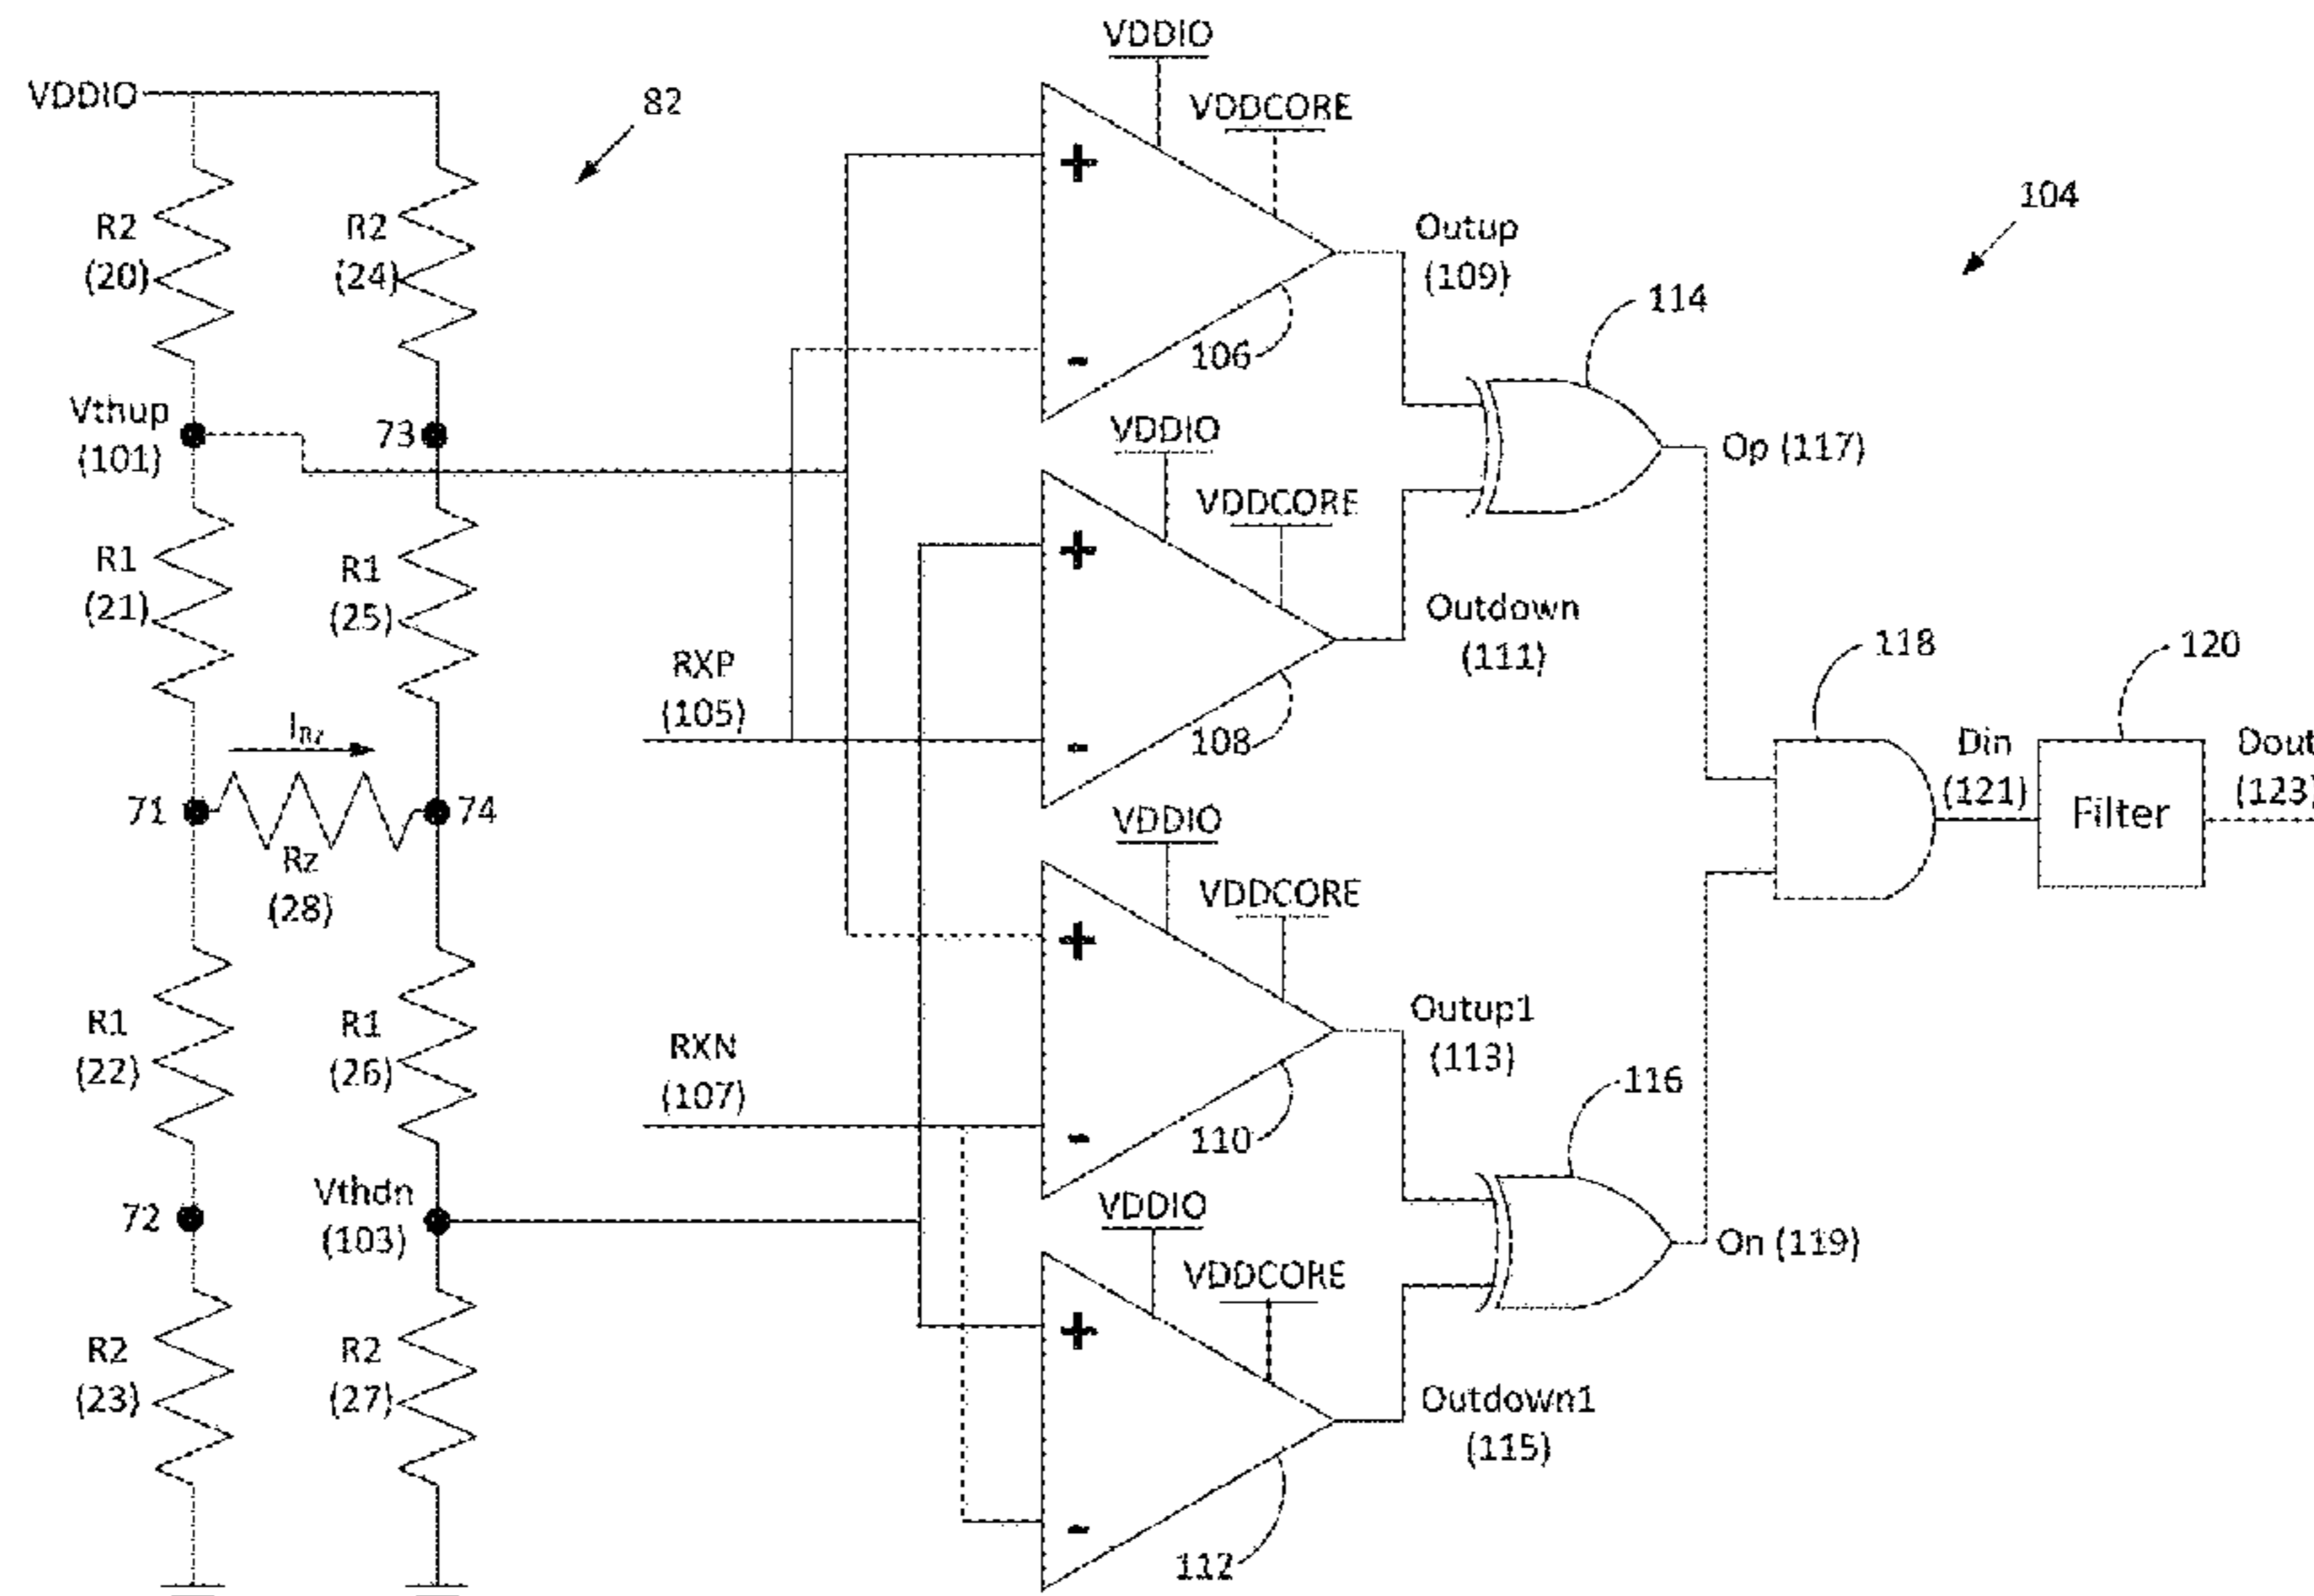 VDDIO
VDDIO
82
VDDCORE
R2
(20)
R2
(24)
+
-
106
Outup
(109)
104
114
Vthup
(101)
73
VDDIO
VDDCORE
Op (117)
R1
(21)
R1
(25)
+
-
108
Outdown
(111)
RXP
(105)
118
120
IRz
71
74
Rz
(28)
Din
(121)
Filter
Dout
(123)
VDDIO
VDDCORE
+
-
110
R1
(22)
R1
(26)
RXN
(107)
Outup1
(113)
116
72
Vthdn
(103)
VDDIO
VDDCORE
On (119)
R2
(23)
R2
(27)
+
-
112
Outdown1
(115)